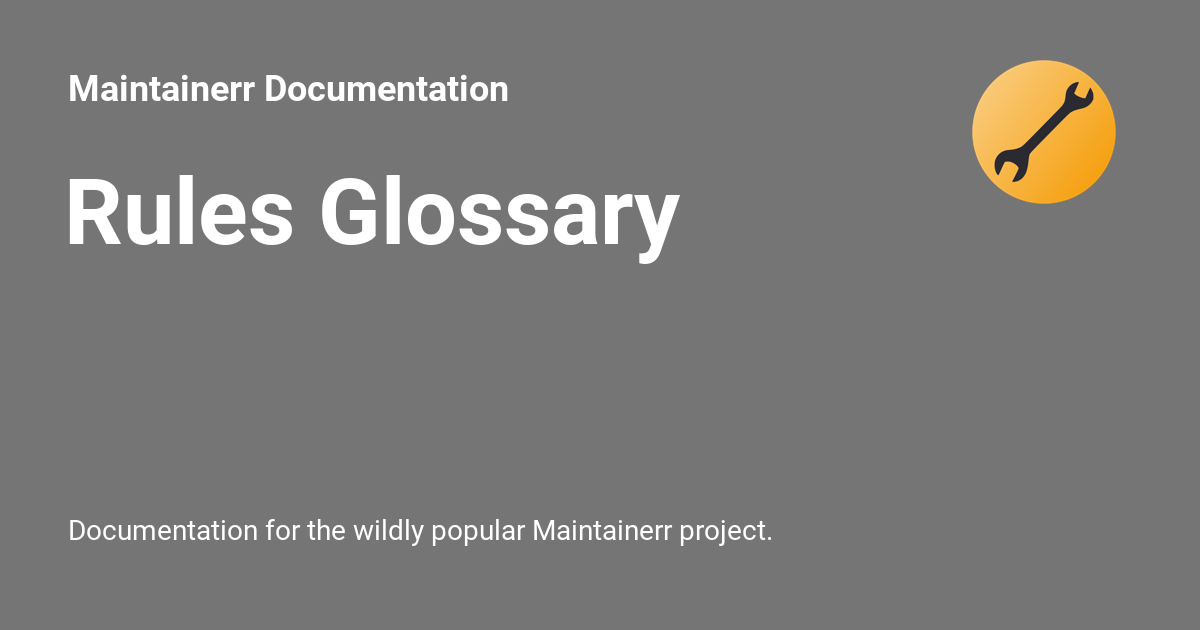 Maintainerr Documentation
Rules Glossary
Documentation for the wildly popular Maintainerr project.